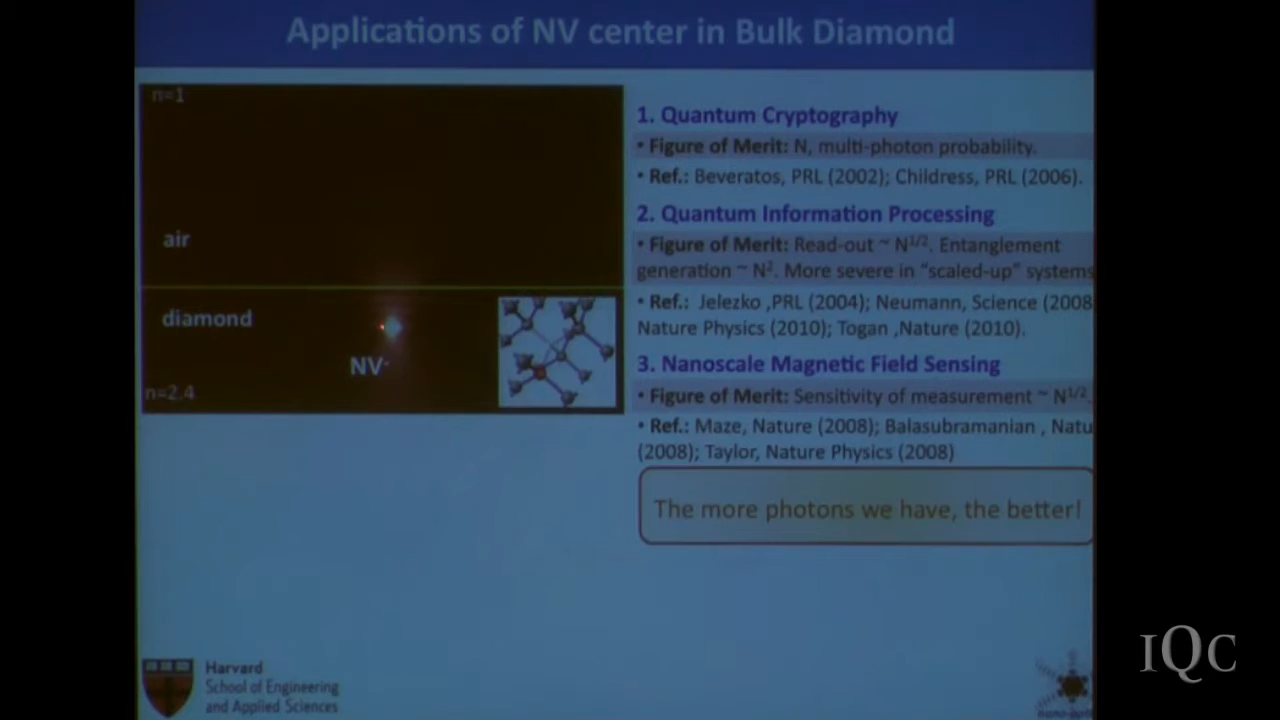 Applications of NV center in Bulk Diamond
n=1
air
diamond
NV-
n=2.4
1. Quantum Cryptography
• Figure of Merit: N, multi-photon probability.
• Ref.: Beveratos, PRL (2002); Childress, PRL (2006).
2. Quantum Information Processing
• Figure of Merit: Read-out ~ N^1/2. Entanglement
generation ~ N^2. More severe in “scaled-up” systems
• Ref.: Jelezko ,PRL (2004); Neumann, Science (2008
Nature Physics (2010); Togan ,Nature (2010).
3. Nanoscale Magnetic Field Sensing
• Figure of Merit: Sensitivity of measurement ~ N^1/2.
• Ref.: Maze, Nature (2008); Balasubramanian , Natu
(2008); Taylor, Nature Physics (2008)
The more photons we have, the better!
Harvard
School of Engineering
and Applied Sciences
IQC